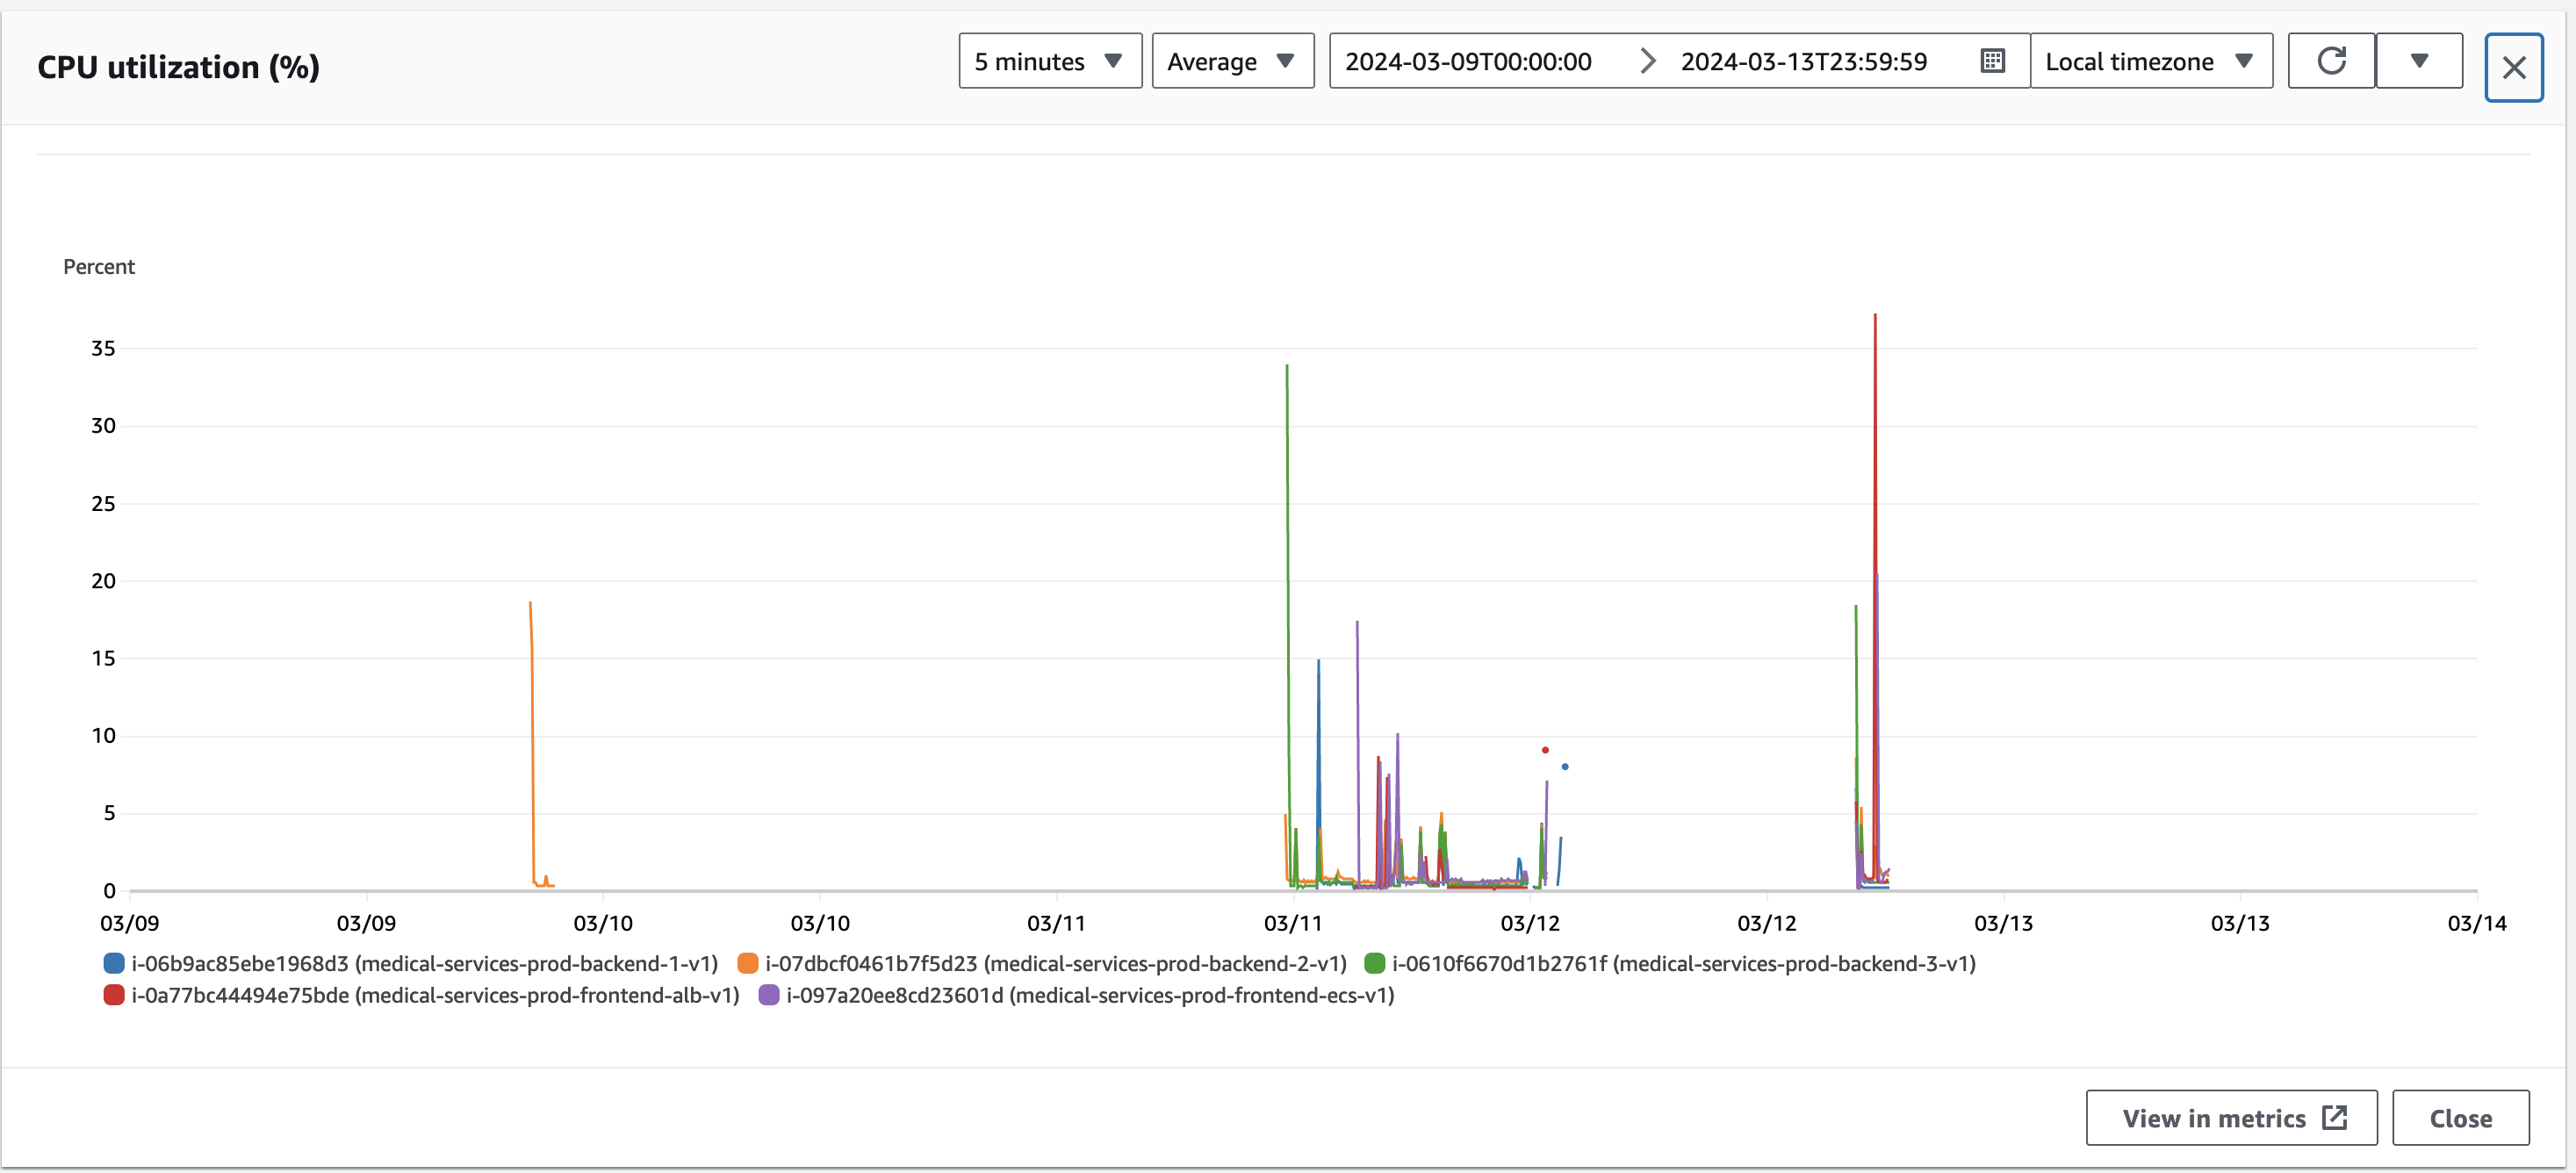 CPU utilization (%)
5 minutes Average 2024-03-09T00:00:00 2024-03-13T23:59:59 Local timezone
Percent
35
30
25
20
15
10
5
0
03/09 03/09 03/10 03/10 03/11 03/11 03/12 03/12 03/13 03/13 03/14
i-06b9ac85ebe1968d3 (medical-services-prod-backend-1-v1) i-07dbcf0461b7f5d23 (medical-services-prod-backend-2-v1) i-0610f6670d1b2761f (medical-services-prod-backend-3-v1)
i-0a77bc44494e75bde (medical-services-prod-frontend-alb-v1) i-097a20ee8cd23601d (medical-services-prod-frontend-ecs-v1)
View in metrics Close